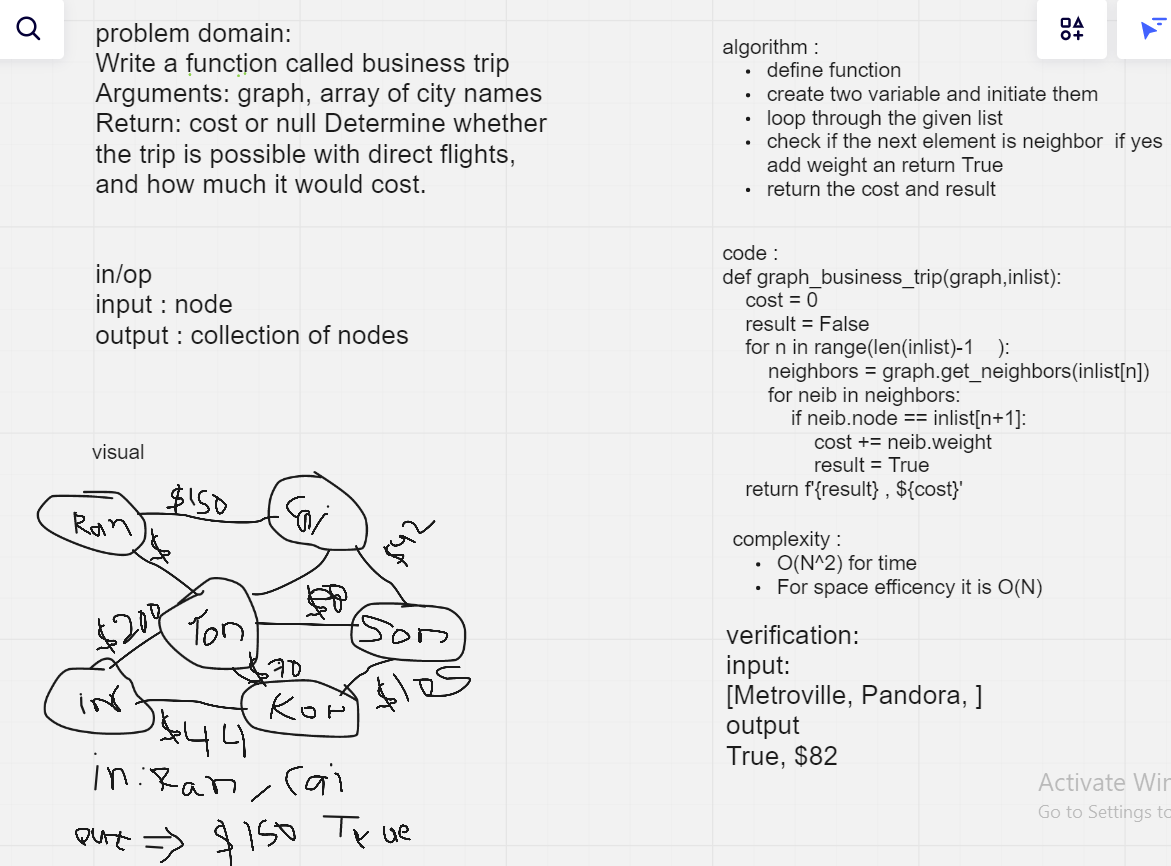 problem domain:
Write a function called business trip
Arguments: graph, array of city names
Return: cost or null Determine whether
the trip is possible with direct flights,
and how much it would cost.
in/op
input : node
output : collection of nodes
visual
Ran
$150
Cai
$42
$
$200
Ton
Som
$70
$105
Kor
$44
in: Ran, Cai
out => $150 True
algorithm :
• define function
• create two variable and initiate them
• loop through the given list
• check if the next element is neighbor if yes
add weight an return True
• return the cost and result
code :
def graph_business_trip(graph,inlist):
cost = 0
result = False
for n in range(len(inlist)-1 ):
neighbors = graph.get_neighbors(inlist[n])
for neib in neighbors:
if neib.node == inlist[n+1]:
cost += neib.weight
result = True
return f'{result} , ${cost}'
complexity :
• O(N^2) for time
• For space efficency it is O(N)
verification:
input:
[Metroville, Pandora, ]
output
True, $82
Activate Wi
Go to Settings to